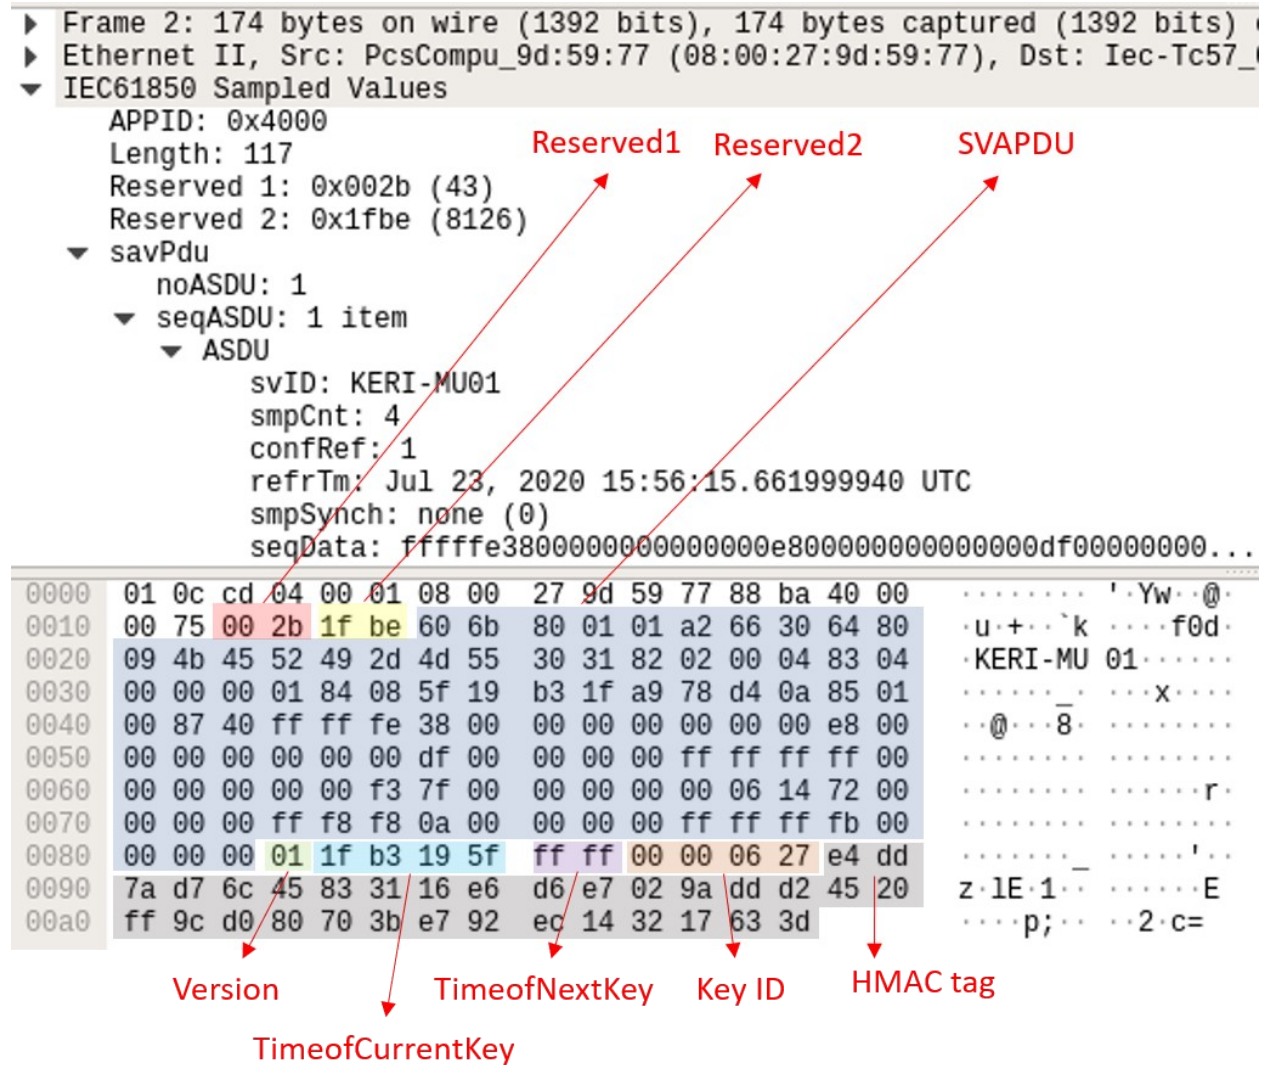 Frame 2: 174 bytes on wire (1392 bits), 174 bytes captured (1392 bits)
Ethernet II, Src: PcsCompu_9d:59:77 (08:00:27:9d:59:77), Dst: Iec-Tc57_
IEC61850 Sampled Values
APPID: 0x4000
Length: 117
Reserved 1: 0x002b (43)
Reserved 2: 0x1fbe (8126)
Reserved1 Reserved2 SVAPDU
savPdu
noASDU: 1
seqASDU: 1 item
ASDU
svID: KERI-MU01
smpCnt: 4
confRef: 1
refrTm: Jul 23, 2020 15:56:15.661999940 UTC
smpSynch: none (0)
seqData: fffffe3800000000000000e800000000000000df00000000...
0000 01 0c cd 04 00 01 08 00 27 9d 59 77 88 ba 40 00 ········ '·Yw··@·
0010 00 75 00 2b 1f be 60 6b 80 01 01 a2 66 30 64 80 ·u·+··`k ····f0d·
0020 09 4b 45 52 49 2d 4d 55 30 31 82 02 00 04 83 04 ·KERI-MU 01······
0030 00 00 00 01 84 08 5f 19 b3 1f a9 78 d4 0a 85 01 ······_· ···x····
0040 00 87 40 ff ff fe 38 00 00 00 00 00 00 00 e8 00 ··@···8· ········
0050 00 00 00 00 00 00 df 00 00 00 00 ff ff ff ff 00 ········ ········
0060 00 00 00 00 00 f3 7f 00 00 00 00 00 06 14 72 00 ········ ······r·
0070 00 00 00 ff f8 f8 0a 00 00 00 00 ff ff ff fb 00 ········ ········
0080 00 00 00 01 1f b3 19 5f ff ff 00 00 06 27 e4 dd ·······_ ·····'··
0090 7a d7 6c 45 83 31 16 e6 d6 e7 02 9a dd d2 45 20 z·lE·1·· ······E
00a0 ff 9c d0 80 70 3b e7 92 ec 14 32 17 63 3d ····p;·· ··2·c=
Version TimeofNextKey Key ID HMAC tag
TimeofCurrentKey